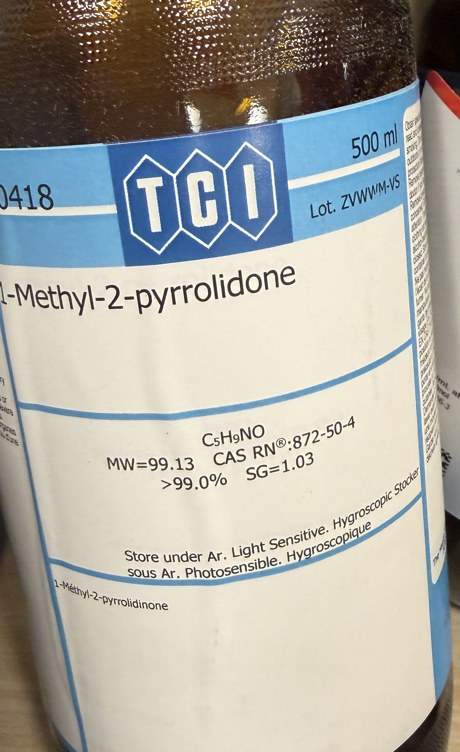 0418
TCI
500 ml
Lot. ZVWVM-VS
1-Methyl-2-pyrrolidone
C₅H₉NO
MW=99.13 CAS RN®:872-50-4
>99.0% SG=1.03
Store under Ar. Light Sensitive. Hygroscopic Stocker
sous Ar. Photosensible. Hygroscopique
1-Méthyl-2-pyrrolidinone